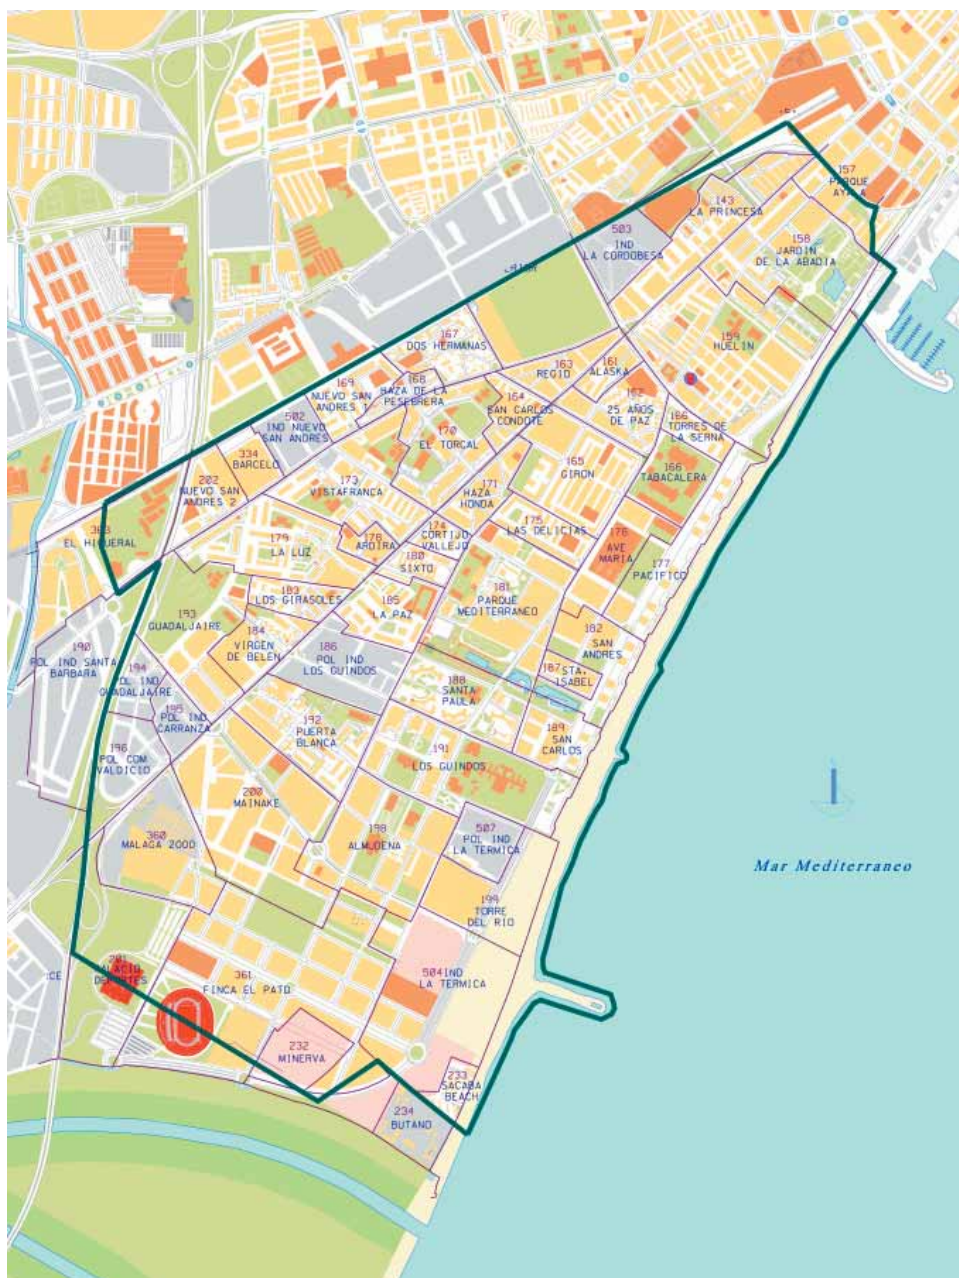 157
PARQUE
AYALA
143
LA PRINCESA
503
IND
LA CORDOBESA
158
JARDIN
DE LA ABADIA
167
DOS HERMANAS
159
HUELIN
163
REGIO
161
ALASKA
169
NUEVO SAN
ANDRES 1
168
HAZA DE LA
PESEBRERA
164
SAN CARLOS
CONDOTE
162
25 AÑOS
DE PAZ
166
TORRES DE
LA SERNA
502
IND NUEVO
SAN ANDRES
170
EL TORCAL
334
BARCELO
165
GIRON
166
TABACALERA
202
NUEVO SAN
ANDRES 2
173
VISTAFRANCA
171
HAZA
HONDA
363
EL HIGUERAL
179
LA LUZ
178
ARDIRA
174
CORTIJO
VALLEJO
175
LAS DELICIAS
176
AVE
MARIA
177
PACIFICO
180
SIXTO
183
LOS GIRASOLES
185
LA PAZ
181
PARQUE
MEDITERRANEO
193
GUADALJAIRE
184
VIRGEN
DE BELÉN
186
POL IND
LOS GUINDOS
182
SAN
ANDRES
190
POL IND SANTA
BARBARA
194
POL IND
GUADALJAIRE
187
STA.
ISABEL
188
SANTA
PAULA
195
POL IND
CARRANZA
192
PUERTA
BLANCA
189
SAN
CARLOS
196
POL COM
VALDICIO
191
LOS GUINDOS
200
MAINAKE
360
MALAGA 2000
198
ALMUDENA
507
POL IND
LA TERMICA
Mar Mediterraneo
199
TORRE
DEL RIO
201
PALACIO
DEPORTES
361
FINCA EL PATO
504 IND
LA TERMICA
232
MINERVA
233
SACABA
BEACH
234
BUTANO